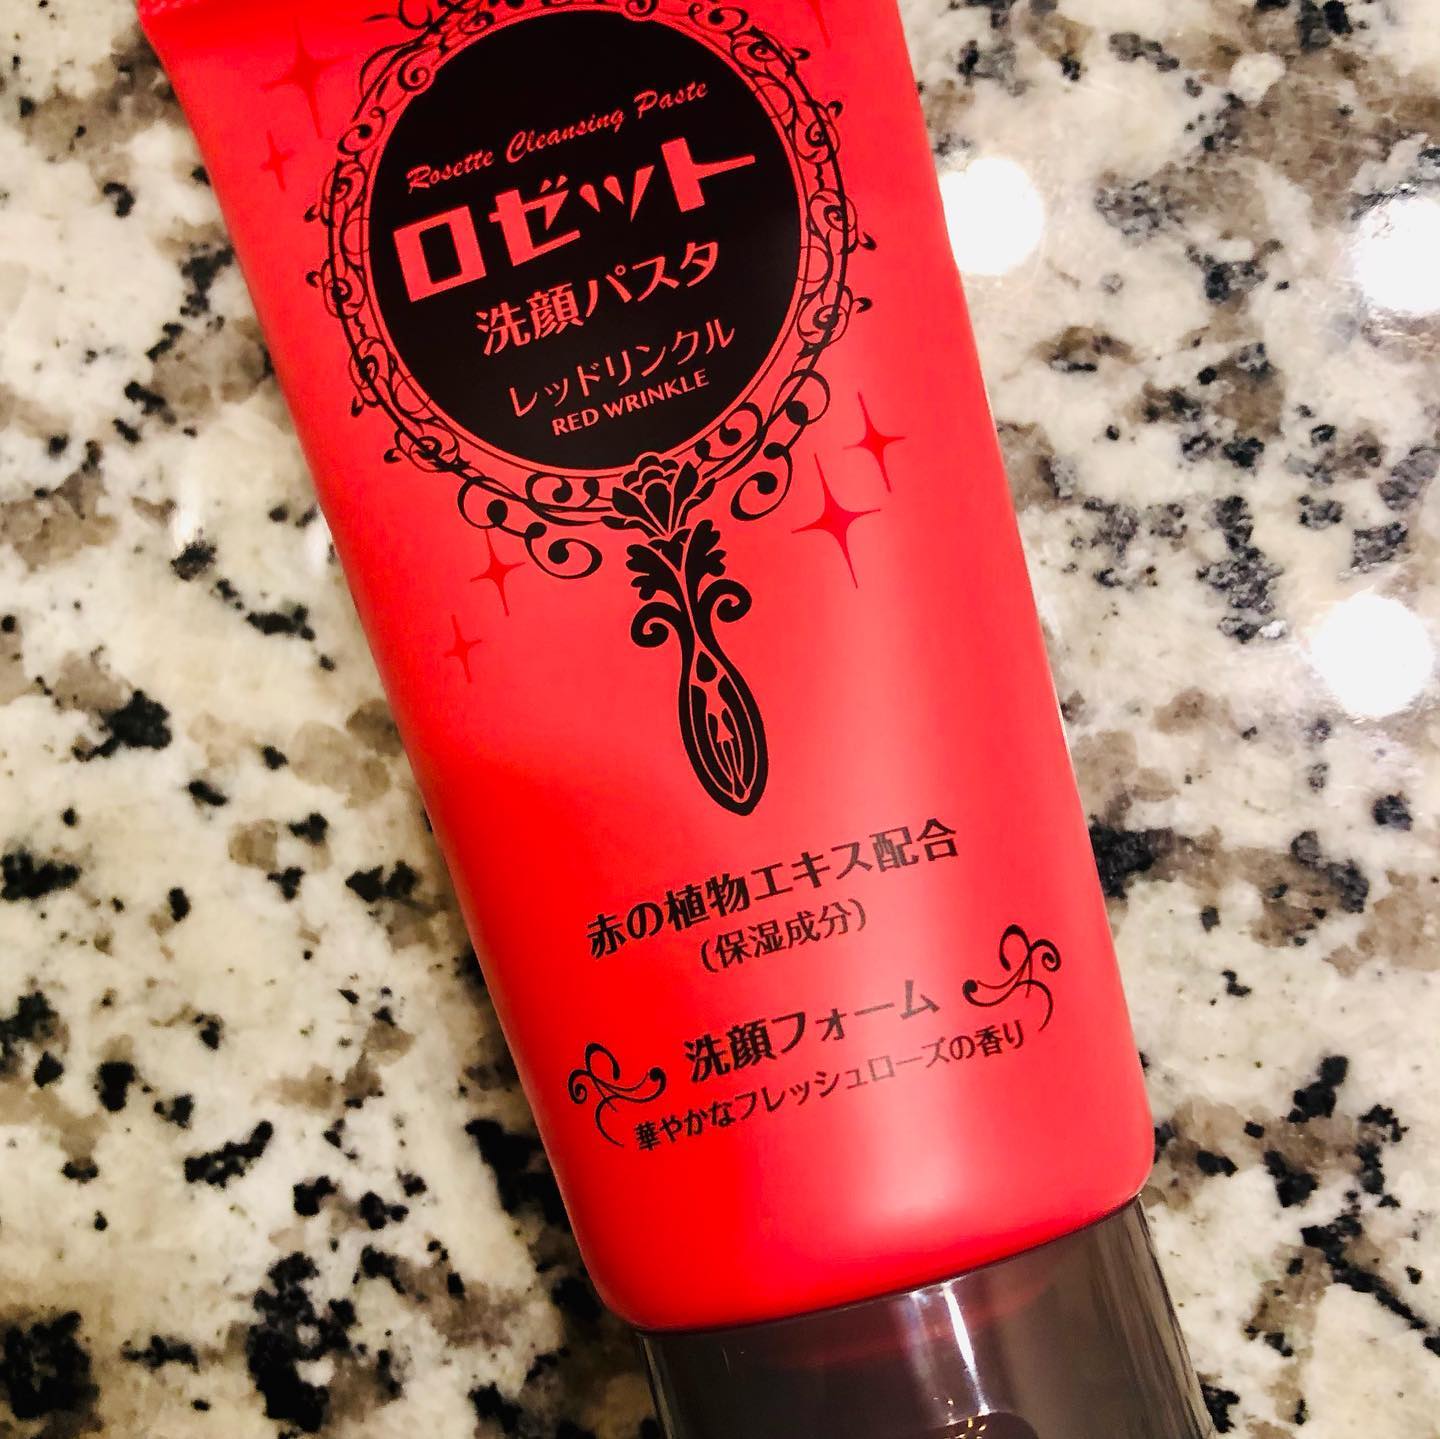 Rosette Cleansing Paste
ロゼット
洗顔パスタ
レッドリンクル
RED WRINKLE
赤の植物エキス配合
(保湿成分)
洗顔フォーム
華やかなフレッシュローズの香り